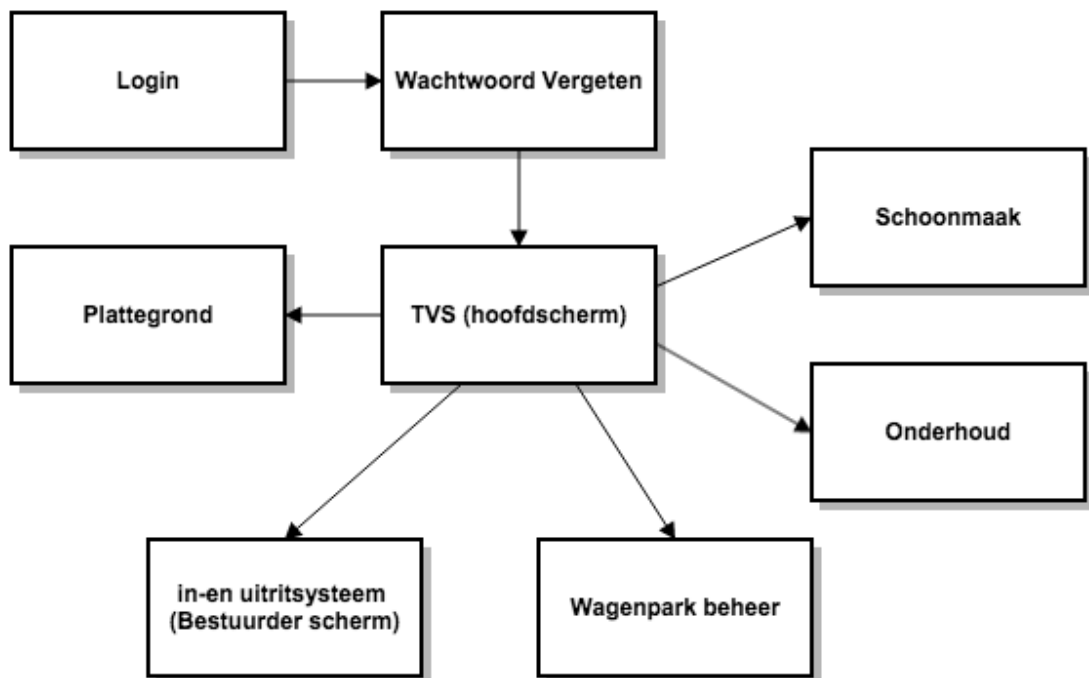 Login
Wachtwoord Vergeten
Schoonmaak
Plattegrond
TVS (hoofdscherm)
Onderhoud
in-en uitritsysteem
(Bestuurder scherm)
Wagenpark beheer